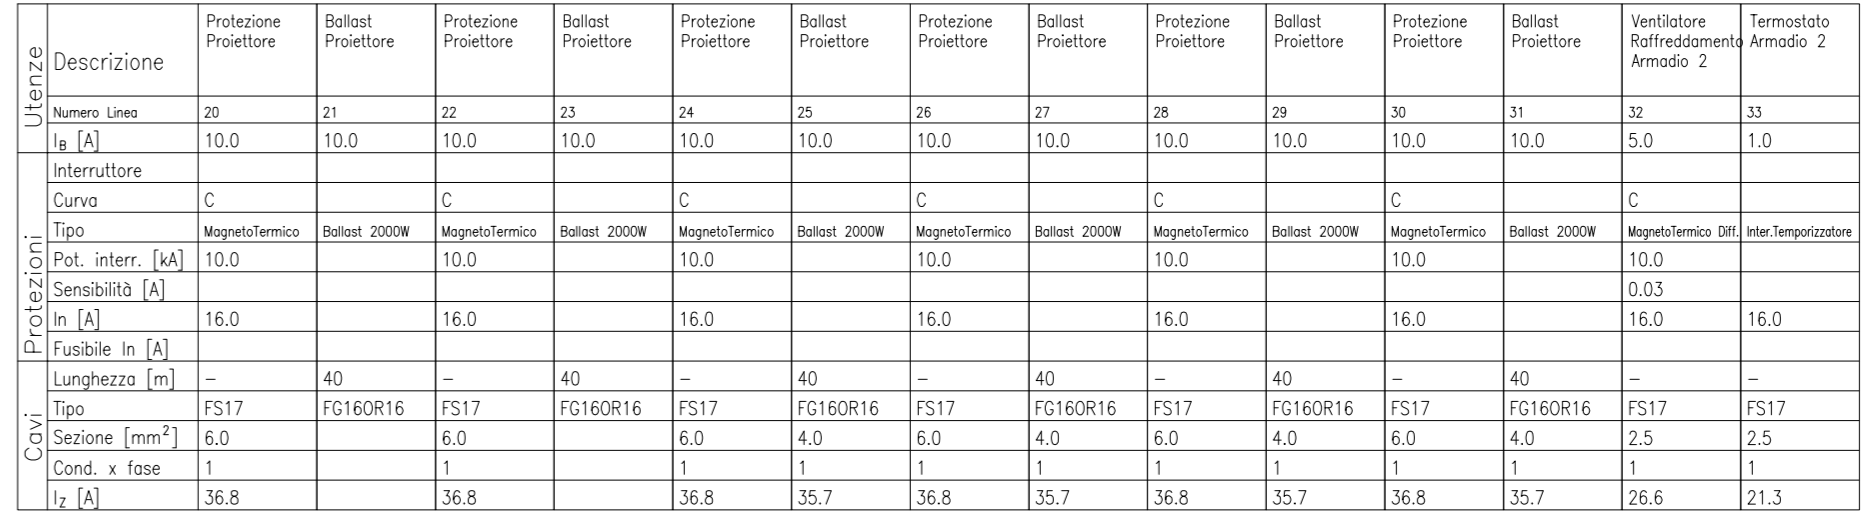 Utenze
Descrizione
Protezione Proiettore | Ballast Proiettore | Protezione Proiettore | Ballast Proiettore | Protezione Proiettore | Ballast Proiettore | Protezione Proiettore | Ballast Proiettore | Protezione Proiettore | Ballast Proiettore | Protezione Proiettore | Ballast Proiettore | Ventilatore Raffreddamento Armadio 2 | Termostato Armadio 2
Numero Linea | 20 | 21 | 22 | 23 | 24 | 25 | 26 | 27 | 28 | 29 | 30 | 31 | 32 | 33
I_B [A] | 10.0 | 10.0 | 10.0 | 10.0 | 10.0 | 10.0 | 10.0 | 10.0 | 10.0 | 10.0 | 10.0 | 10.0 | 5.0 | 1.0
Protezioni
Interruttore
Curva | C | | C | | C | | C | | C | | C | | C |
Tipo | MagnetoTermico | Ballast 2000W | MagnetoTermico | Ballast 2000W | MagnetoTermico | Ballast 2000W | MagnetoTermico | Ballast 2000W | MagnetoTermico | Ballast 2000W | MagnetoTermico | Ballast 2000W | MagnetoTermico Diff. | Inter.Temporizzatore
Pot. interr. [kA] | 10.0 | | 10.0 | | 10.0 | | 10.0 | | 10.0 | | 10.0 | | 10.0 |
Sensibilità [A] | | | | | | | | | | | | | 0.03 |
In [A] | 16.0 | | 16.0 | | 16.0 | | 16.0 | | 16.0 | | 16.0 | | 16.0 | 16.0
Fusibile In [A]
Cavi
Lunghezza [m] | – | 40 | – | 40 | – | 40 | – | 40 | – | 40 | – | 40 | – | –
Tipo | FS17 | FG16OR16 | FS17 | FG16OR16 | FS17 | FG16OR16 | FS17 | FG16OR16 | FS17 | FG16OR16 | FS17 | FG16OR16 | FS17 | FS17
Sezione [mm²] | 6.0 | | 6.0 | | 6.0 | 4.0 | 6.0 | 4.0 | 6.0 | 4.0 | 6.0 | 4.0 | 2.5 | 2.5
Cond. x fase | 1 | | 1 | | 1 | 1 | 1 | 1 | 1 | 1 | 1 | 1 | 1 | 1
I_Z [A] | 36.8 | | 36.8 | | 36.8 | 35.7 | 36.8 | 35.7 | 36.8 | 35.7 | 36.8 | 35.7 | 26.6 | 21.3